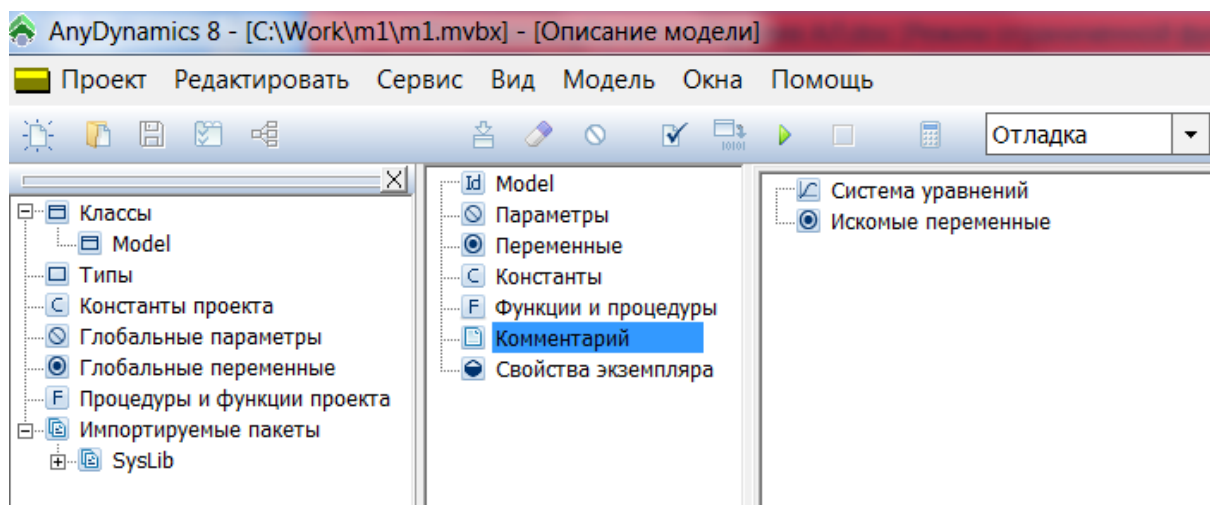 AnyDynamics 8 - [C:\Work\m1\m1.mvbx] - [Описание модели]
Проект Редактировать Сервис Вид Модель Окна Помощь
10101
Отладка
Классы
Model
Типы
C Константы проекта
Глобальные параметры
Глобальные переменные
F Процедуры и функции проекта
Импортируемые пакеты
SysLib
Id Model
Параметры
Переменные
C Константы
F Функции и процедуры
Комментарий
Свойства экземпляра
Система уравнений
Искомые переменные